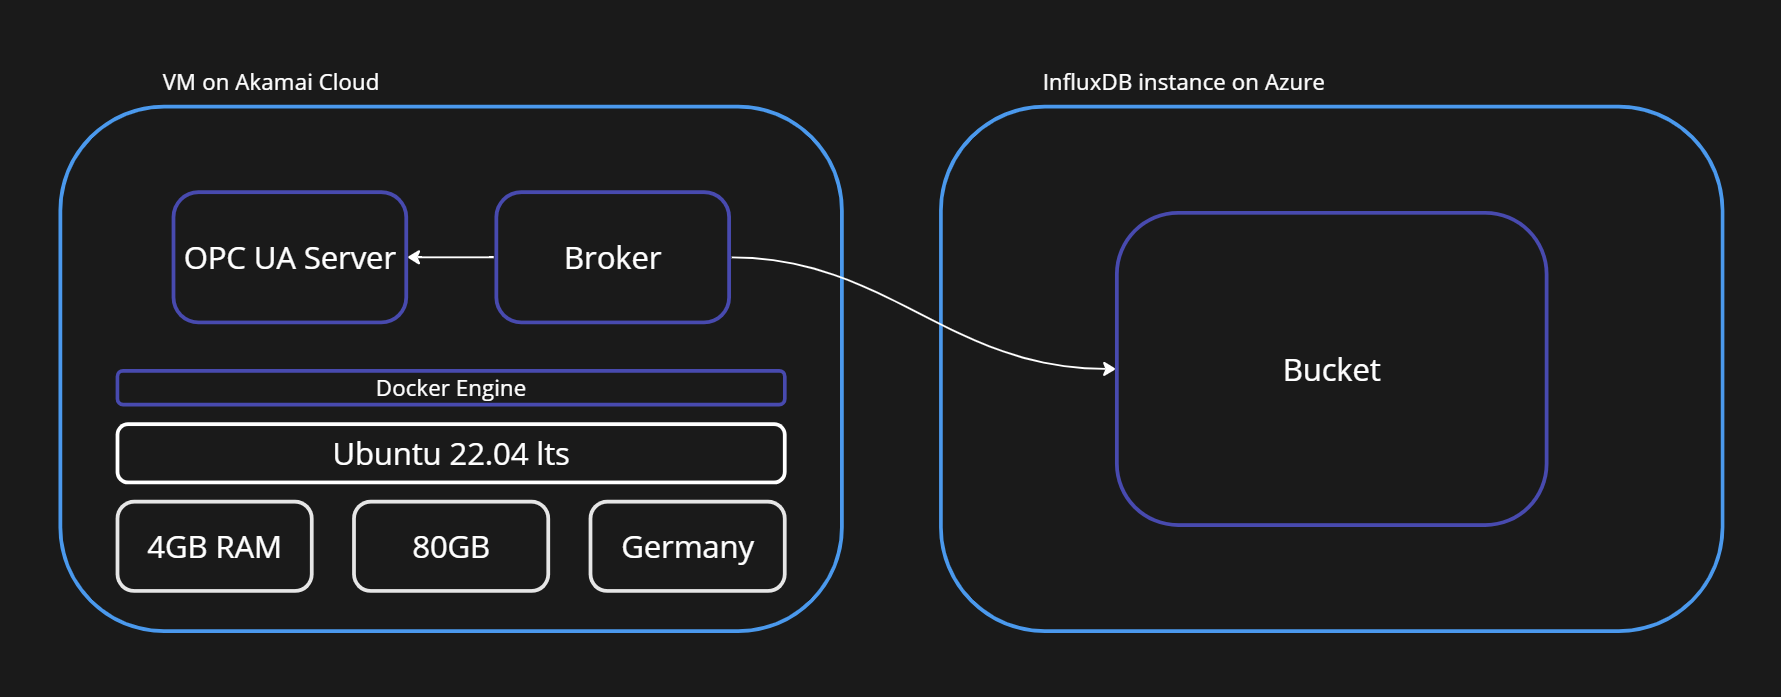 VM on Akamai Cloud
InfluxDB instance on Azure
OPC UA Server
Broker
Bucket
Docker Engine
Ubuntu 22.04 lts
4GB RAM
80GB
Germany